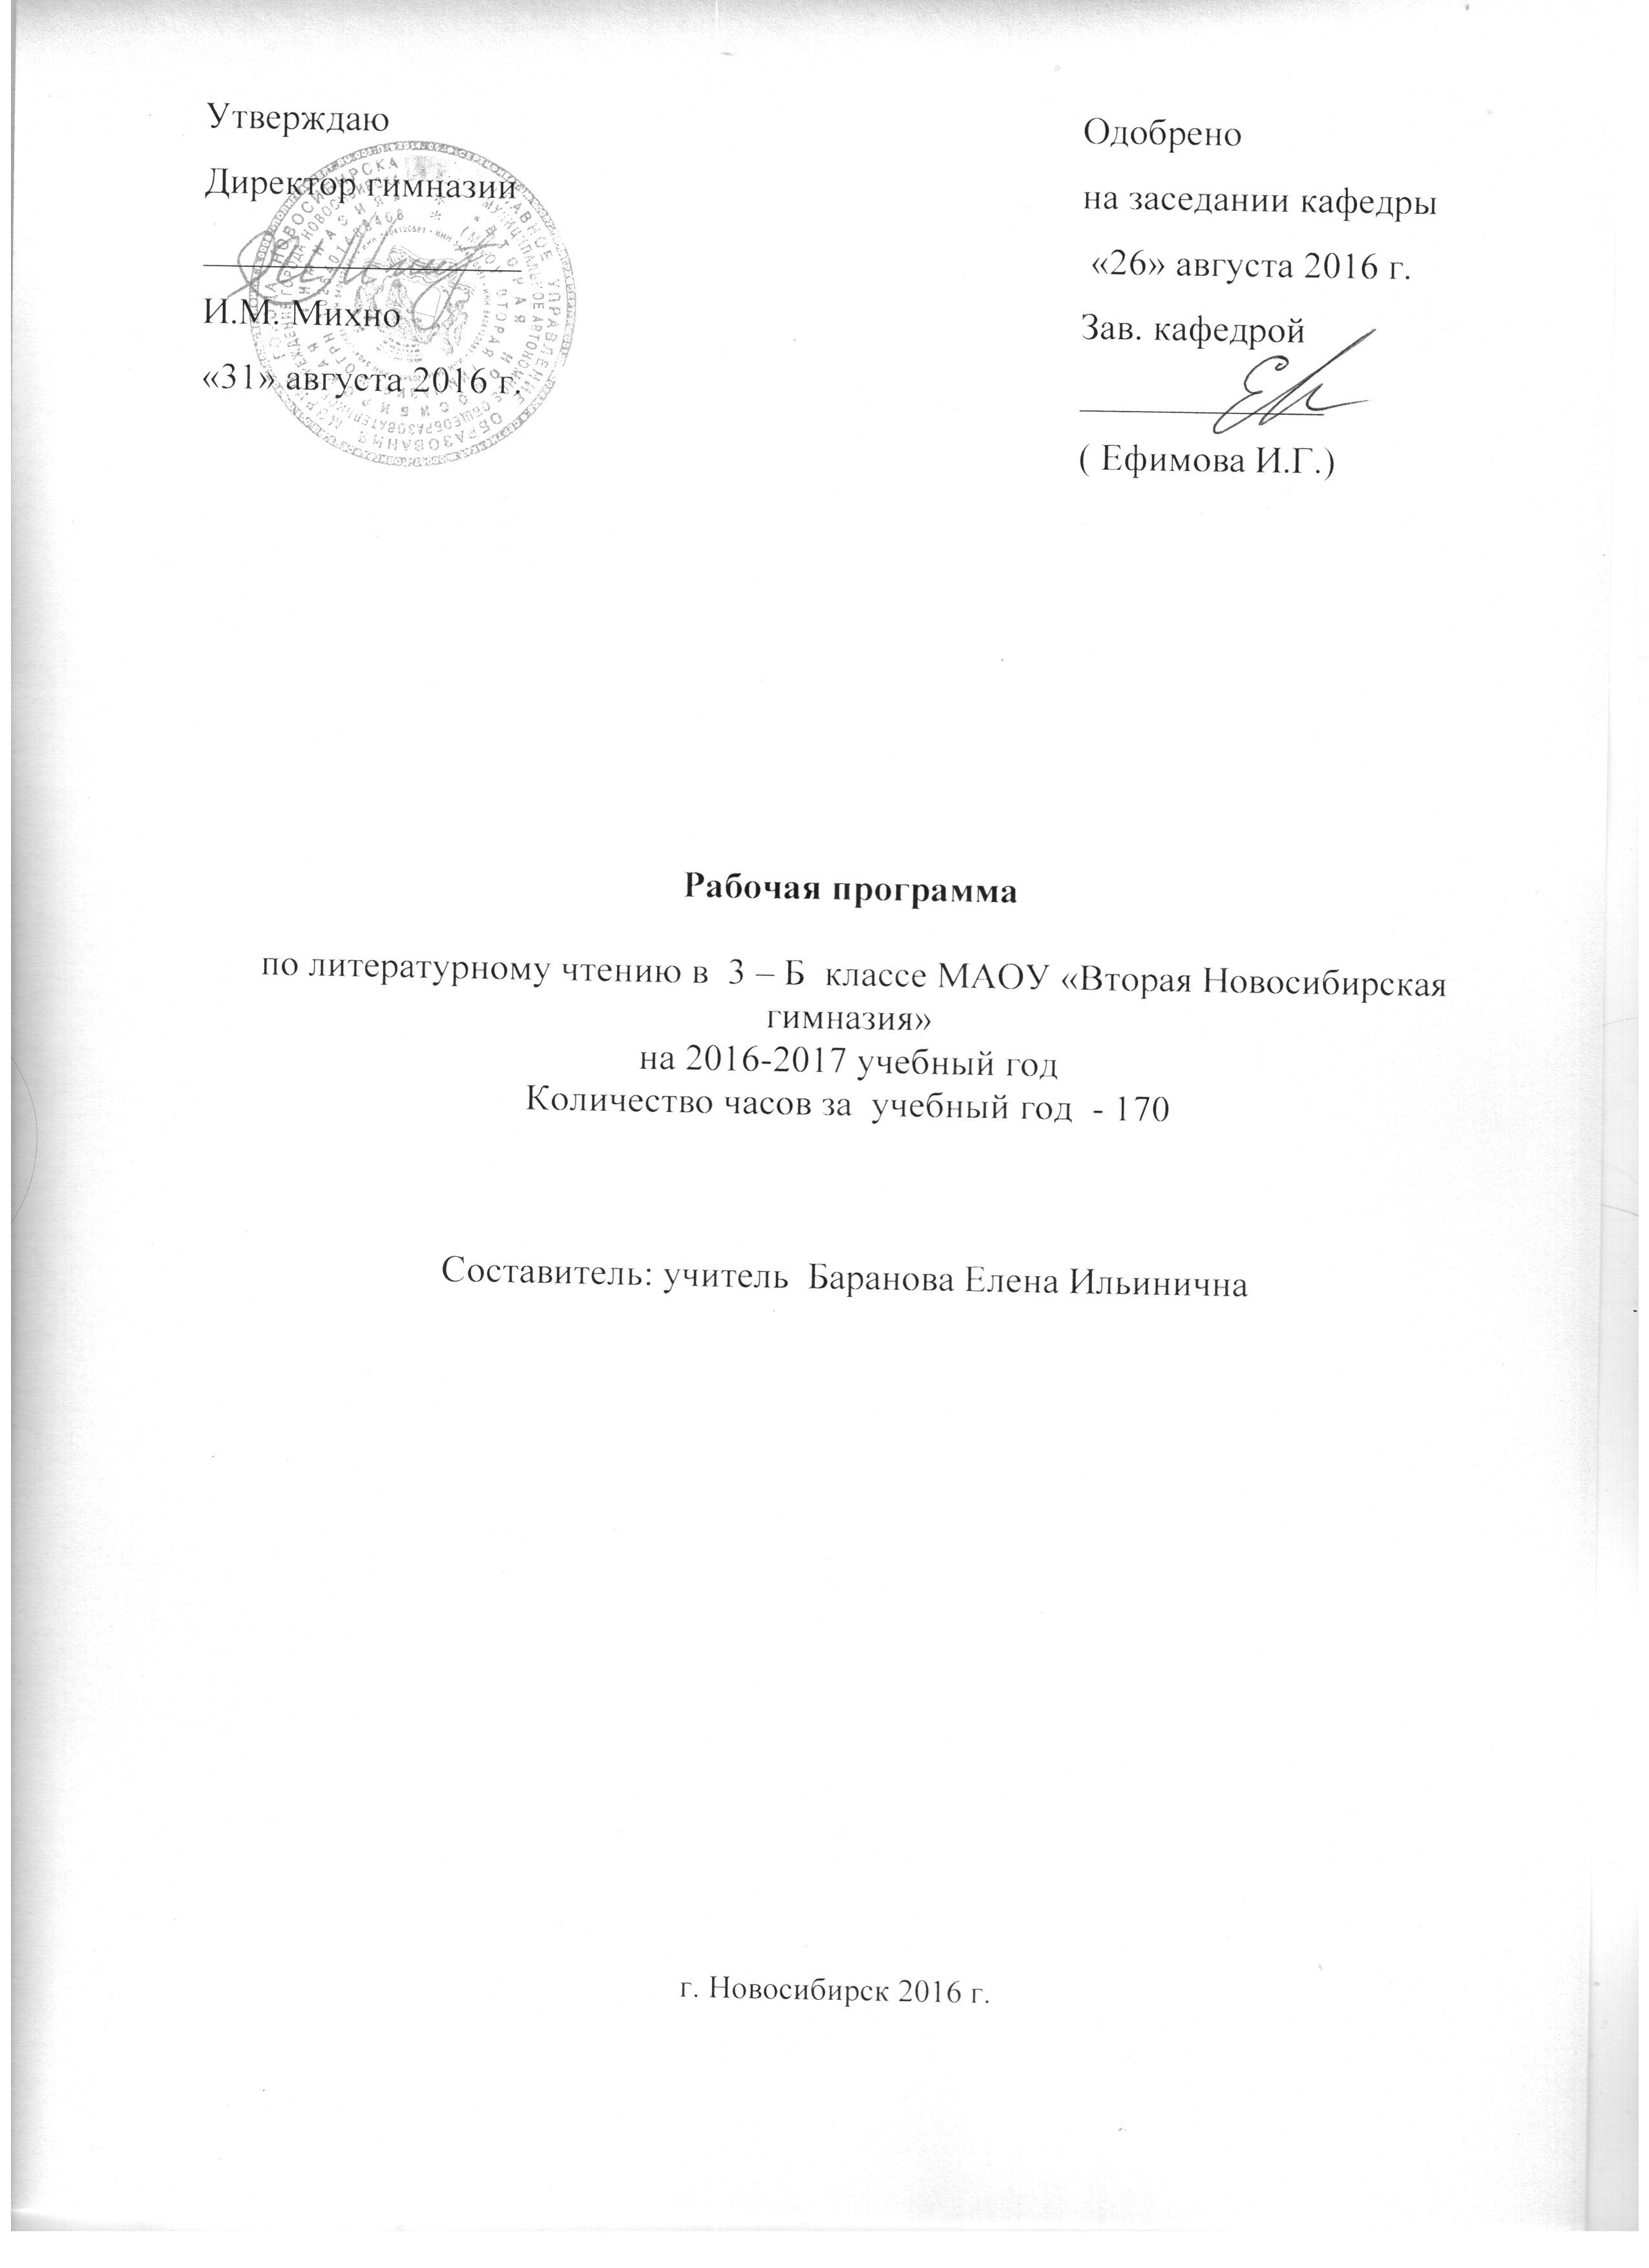 Утверждаю
Директор гимназии
И.М. Михно
«31» августа 2016 г.
Одобрено
на заседании кафедры
«26» августа 2016 г.
Зав. кафедрой
( Ефимова И.Г.)
Рабочая программа
по литературному чтению в 3 – Б классе МАОУ «Вторая Новосибирская
гимназия»
на 2016-2017 учебный год
Количество часов за учебный год - 170
Составитель: учитель Баранова Елена Ильинична
г. Новосибирск 2016 г.